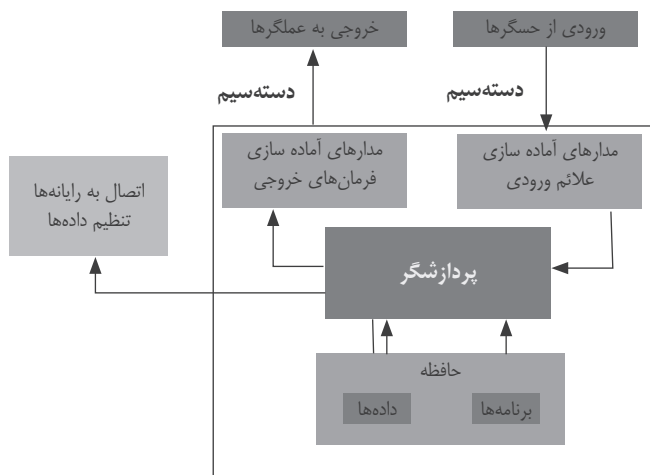 ورودی از حسگرها
خروجی به عملگرها
دسته‌سیم
دسته‌سیم
مدارهای آماده سازی
علائم ورودی
مدارهای آماده سازی
فرمان‌های خروجی
اتصال به رایانه‌ها
تنظیم داده‌ها
پردازشگر
حافظه
برنامه‌ها
داده‌ها